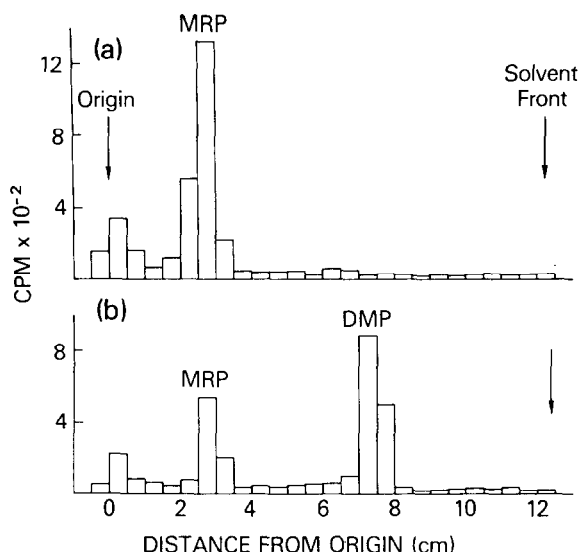 MRP
(a)
12
Origin
Solvent
Front
8
4
CPM x 10⁻²
(b)
DMP
8
MRP
4
0 2 4 6 8 10 12
DISTANCE FROM ORIGIN (cm)